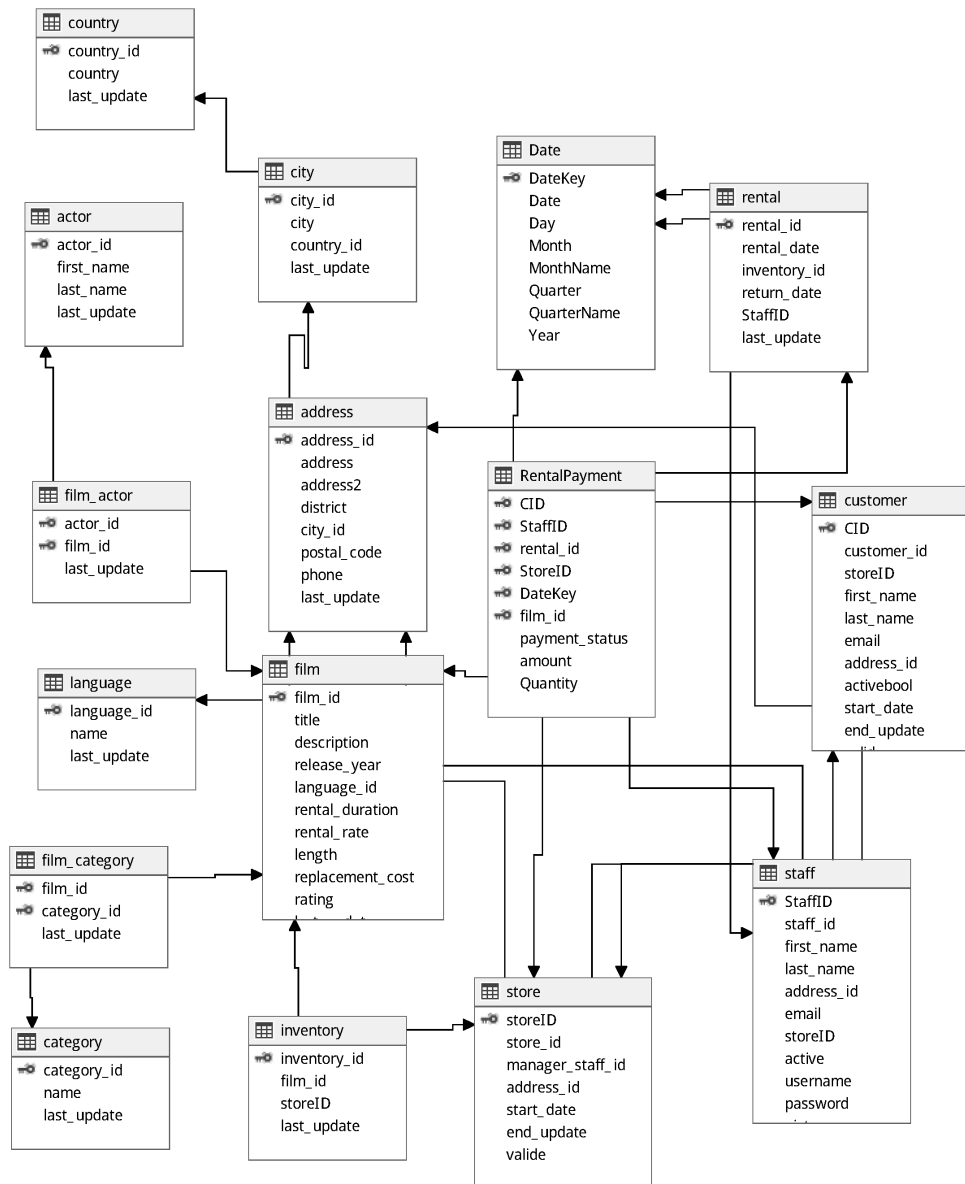 country
country_id
country
last_update
city
city_id
city
country_id
last_update
Date
DateKey
Date
Day
Month
MonthName
Quarter
QuarterName
Year
rental
rental_id
rental_date
inventory_id
return_date
StaffID
last_update
actor
actor_id
first_name
last_name
last_update
address
address_id
address
address2
district
city_id
postal_code
phone
last_update
RentalPayment
CID
StaffID
rental_id
StoreID
DateKey
film_id
payment_status
amount
Quantity
customer
CID
customer_id
storeID
first_name
last_name
email
address_id
activebool
start_date
end_update
film_actor
actor_id
film_id
last_update
film
film_id
title
description
release_year
language_id
rental_duration
rental_rate
length
replacement_cost
rating
language
language_id
name
last_update
film_category
film_id
category_id
last_update
staff
StaffID
staff_id
first_name
last_name
address_id
email
storeID
active
username
password
store
storeID
store_id
manager_staff_id
address_id
start_date
end_update
valide
inventory
inventory_id
film_id
storeID
last_update
category
category_id
name
last_update